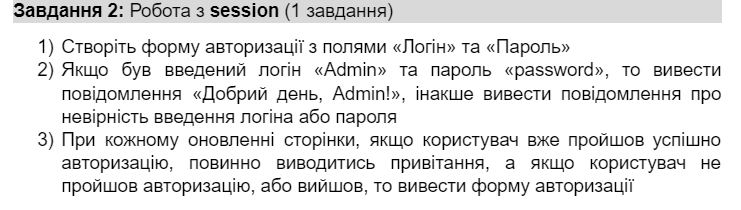 Завдання 2: Робота з session (1 завдання)
1) Створіть форму авторизації з полями «Логін» та «Пароль»
2) Якщо був введений логін «Admin» та пароль «password», то вивести
повідомлення «Добрий день, Admin!», інакше вивести повідомлення про
невірність введення логіна або пароля
3) При кожному оновленні сторінки, якщо користувач вже пройшов успішно
авторизацію, повинно виводитись привітання, а якщо користувач не
пройшов авторизацію, або вийшов, то вивести форму авторизації